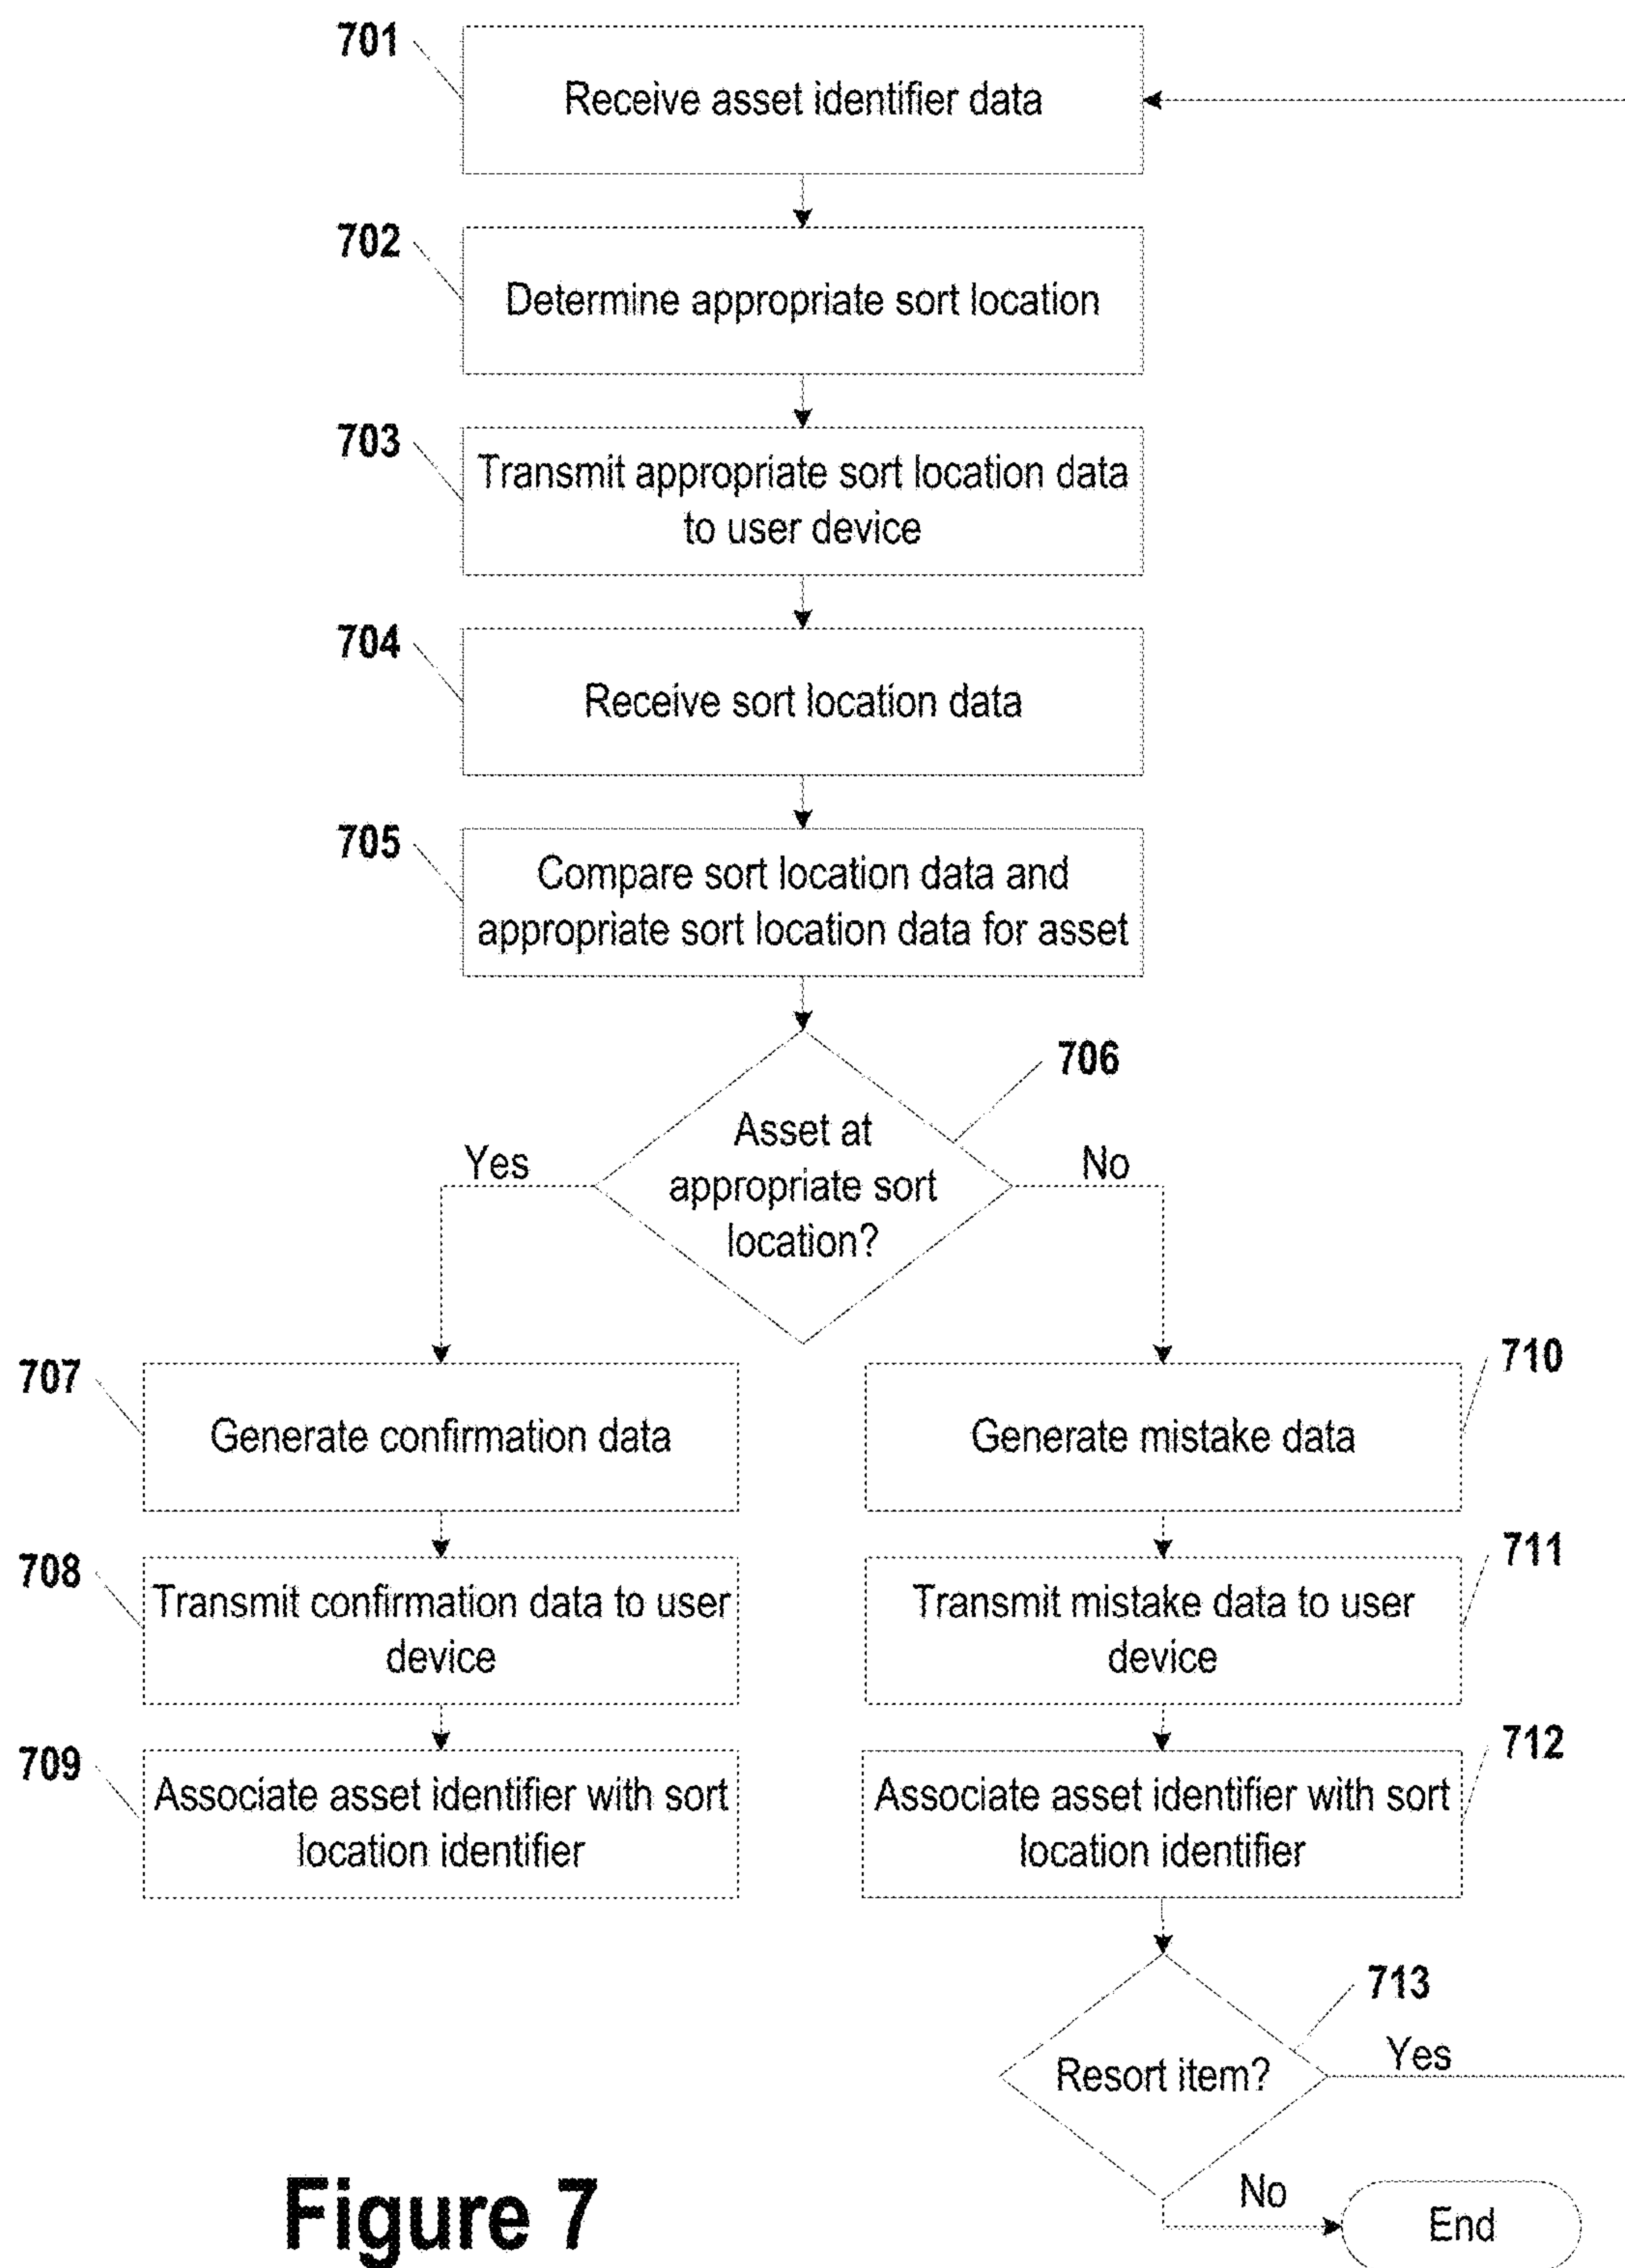 701
Receive asset identifier data
702
Determine appropriate sort location
703
Transmit appropriate sort location data
to user device
704
Receive sort location data
705
Compare sort location data and
appropriate sort location data for asset
706
Asset at
appropriate sort
location?
Yes
No
707
Generate confirmation data
710
Generate mistake data
708
Transmit confirmation data to user
device
711
Transmit mistake data to user
device
709
Associate asset identifier with sort
location identifier
712
Associate asset identifier with sort
location identifier
713
Resort item?
Yes
No
End
Figure 7